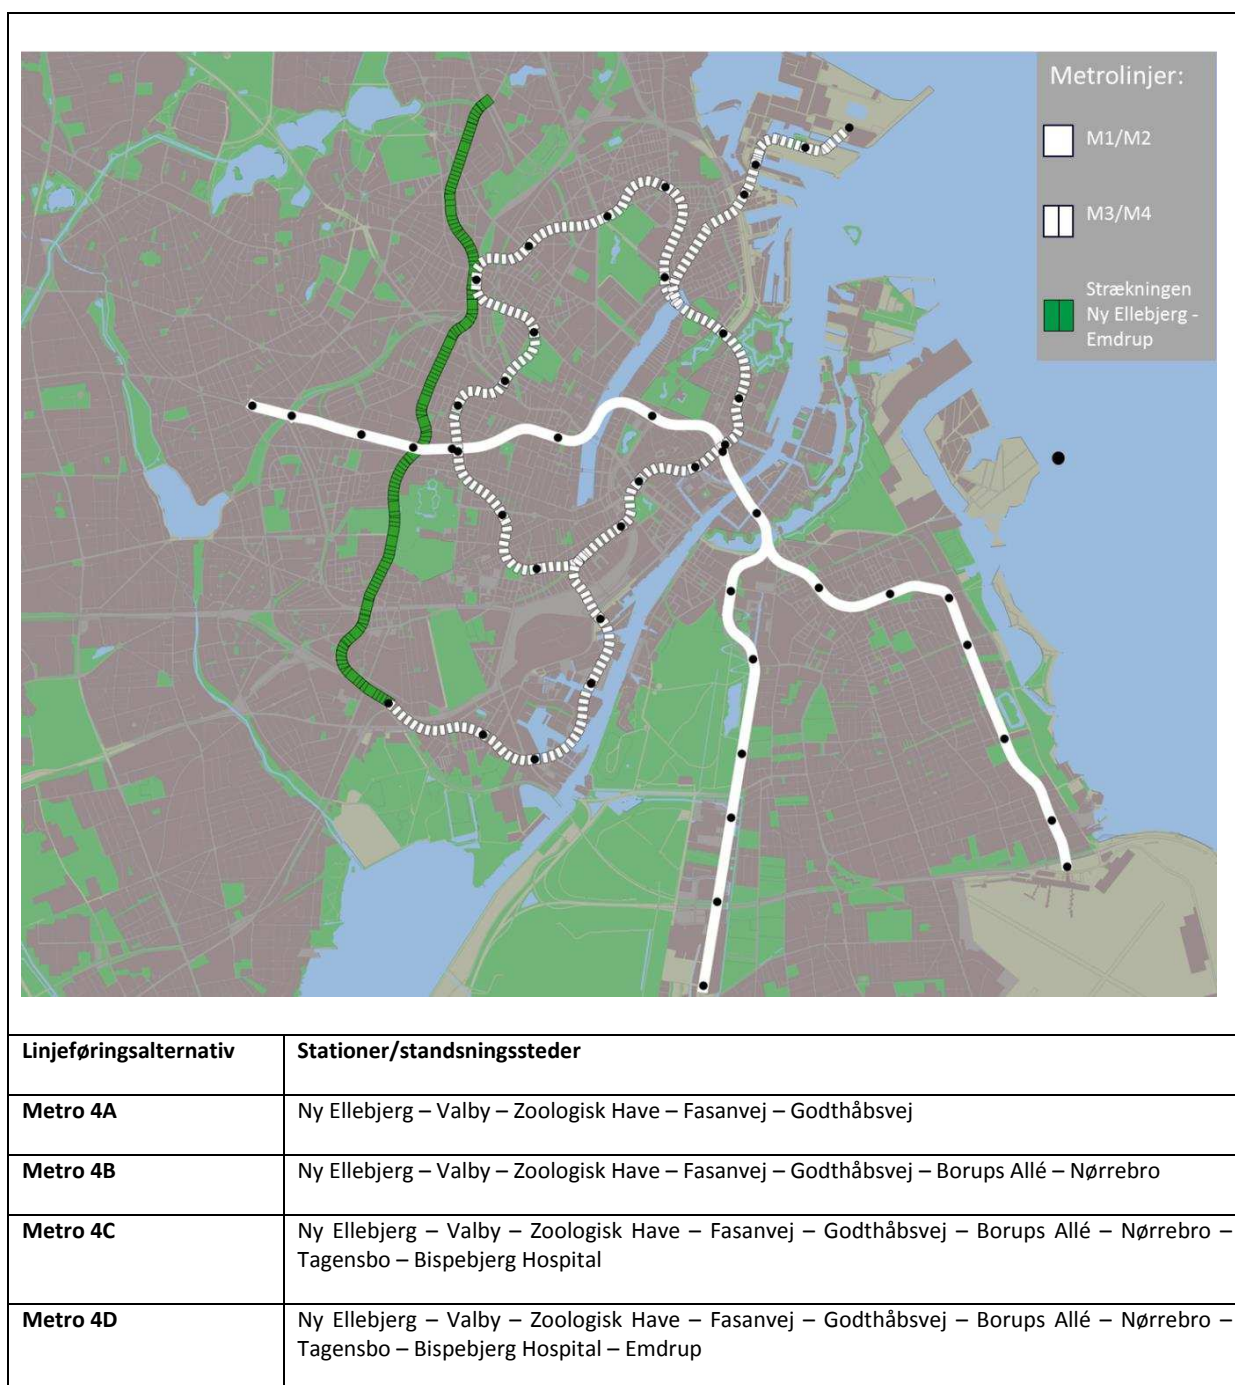 Metrolinjer:
M1/M2
M3/M4
Strækningen
Ny Ellebjerg -
Emdrup
Linjeføringsalternativ
Stationer/standsningssteder
Metro 4A
Ny Ellebjerg – Valby – Zoologisk Have – Fasanvej – Godthåbsvej
Metro 4B
Ny Ellebjerg – Valby – Zoologisk Have – Fasanvej – Godthåbsvej – Borups Allé – Nørrebro
Metro 4C
Ny Ellebjerg – Valby – Zoologisk Have – Fasanvej – Godthåbsvej – Borups Allé – Nørrebro –
Tagensbo – Bispebjerg Hospital
Metro 4D
Ny Ellebjerg – Valby – Zoologisk Have – Fasanvej – Godthåbsvej – Borups Allé – Nørrebro –
Tagensbo – Bispebjerg Hospital – Emdrup